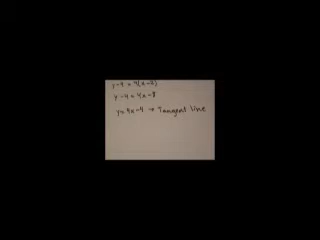 y-4 = 4(x-2)
y-4 = 4x-8
y = 4x-4 → Tangent line